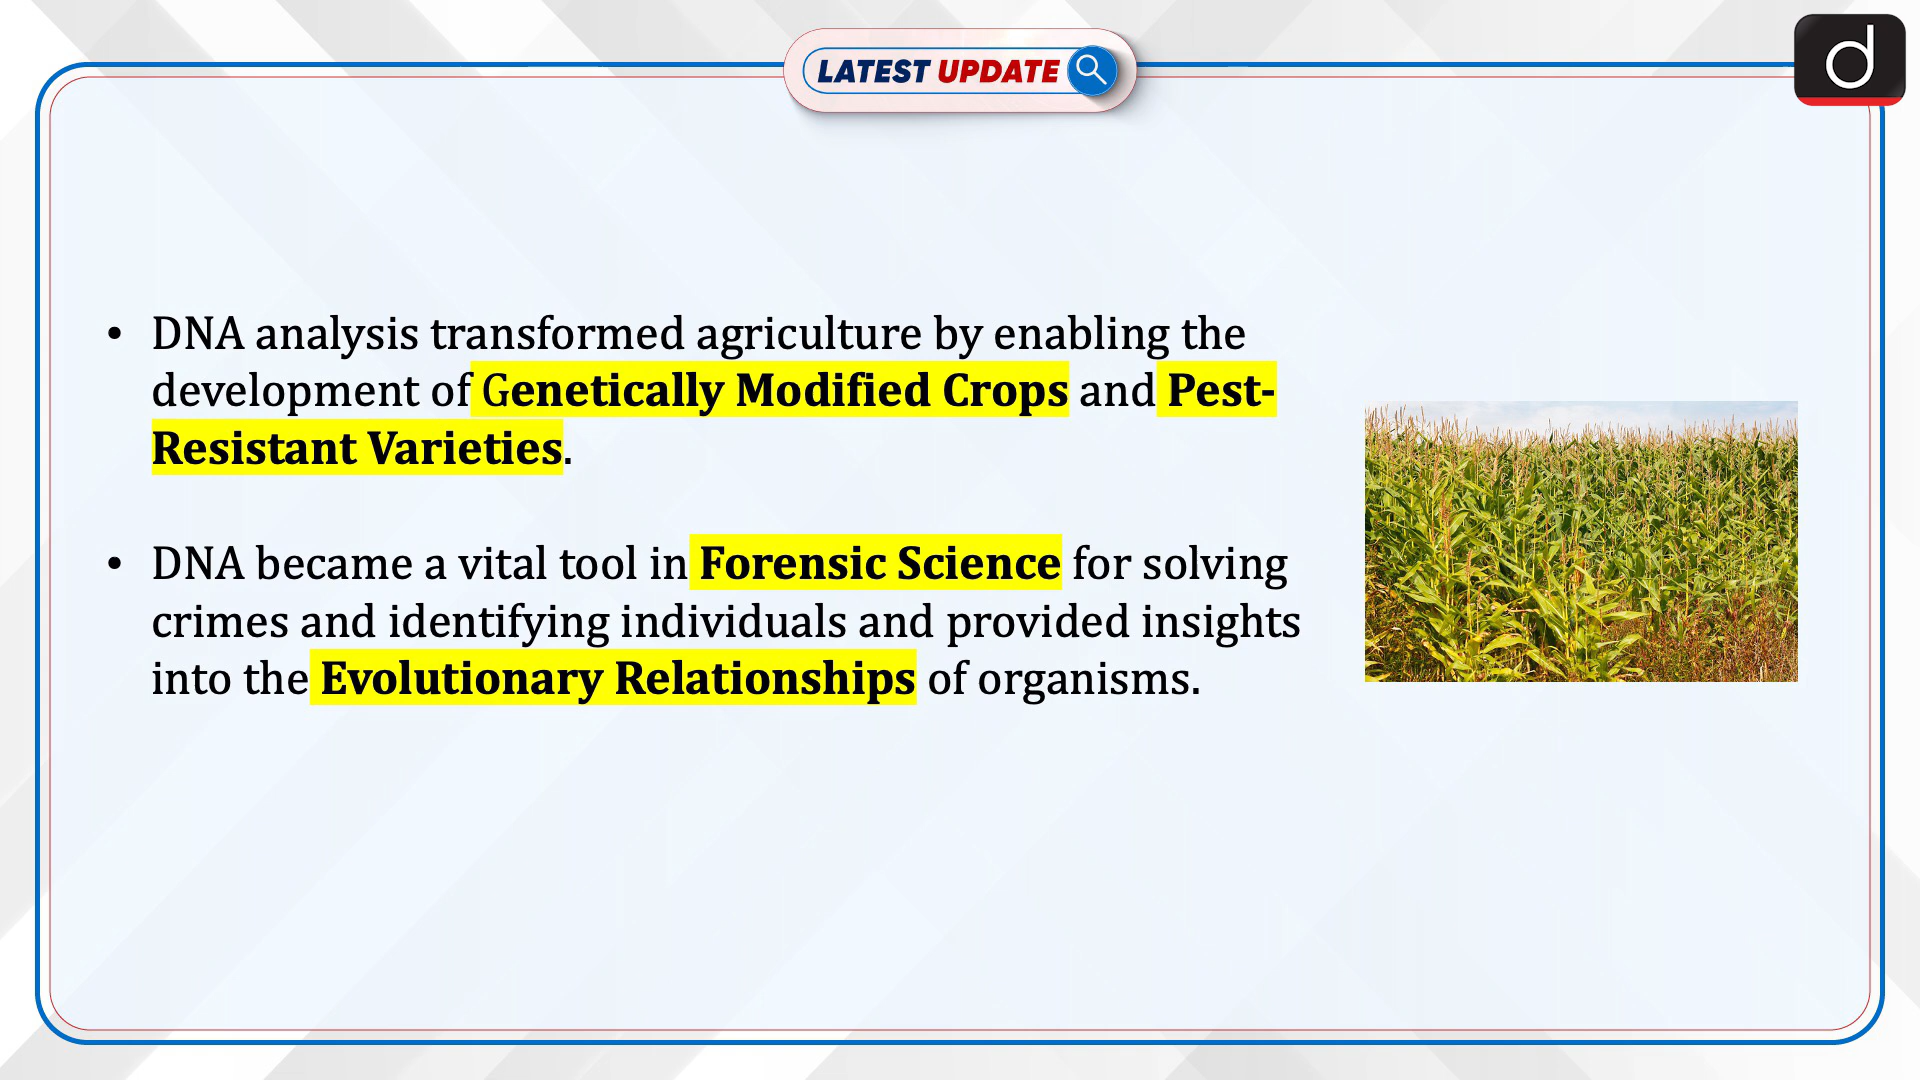 LATEST UPDATE
d
• DNA analysis transformed agriculture by enabling the
development of Genetically Modified Crops and Pest-
Resistant Varieties.
• DNA became a vital tool in Forensic Science for solving
crimes and identifying individuals and provided insights
into the Evolutionary Relationships of organisms.